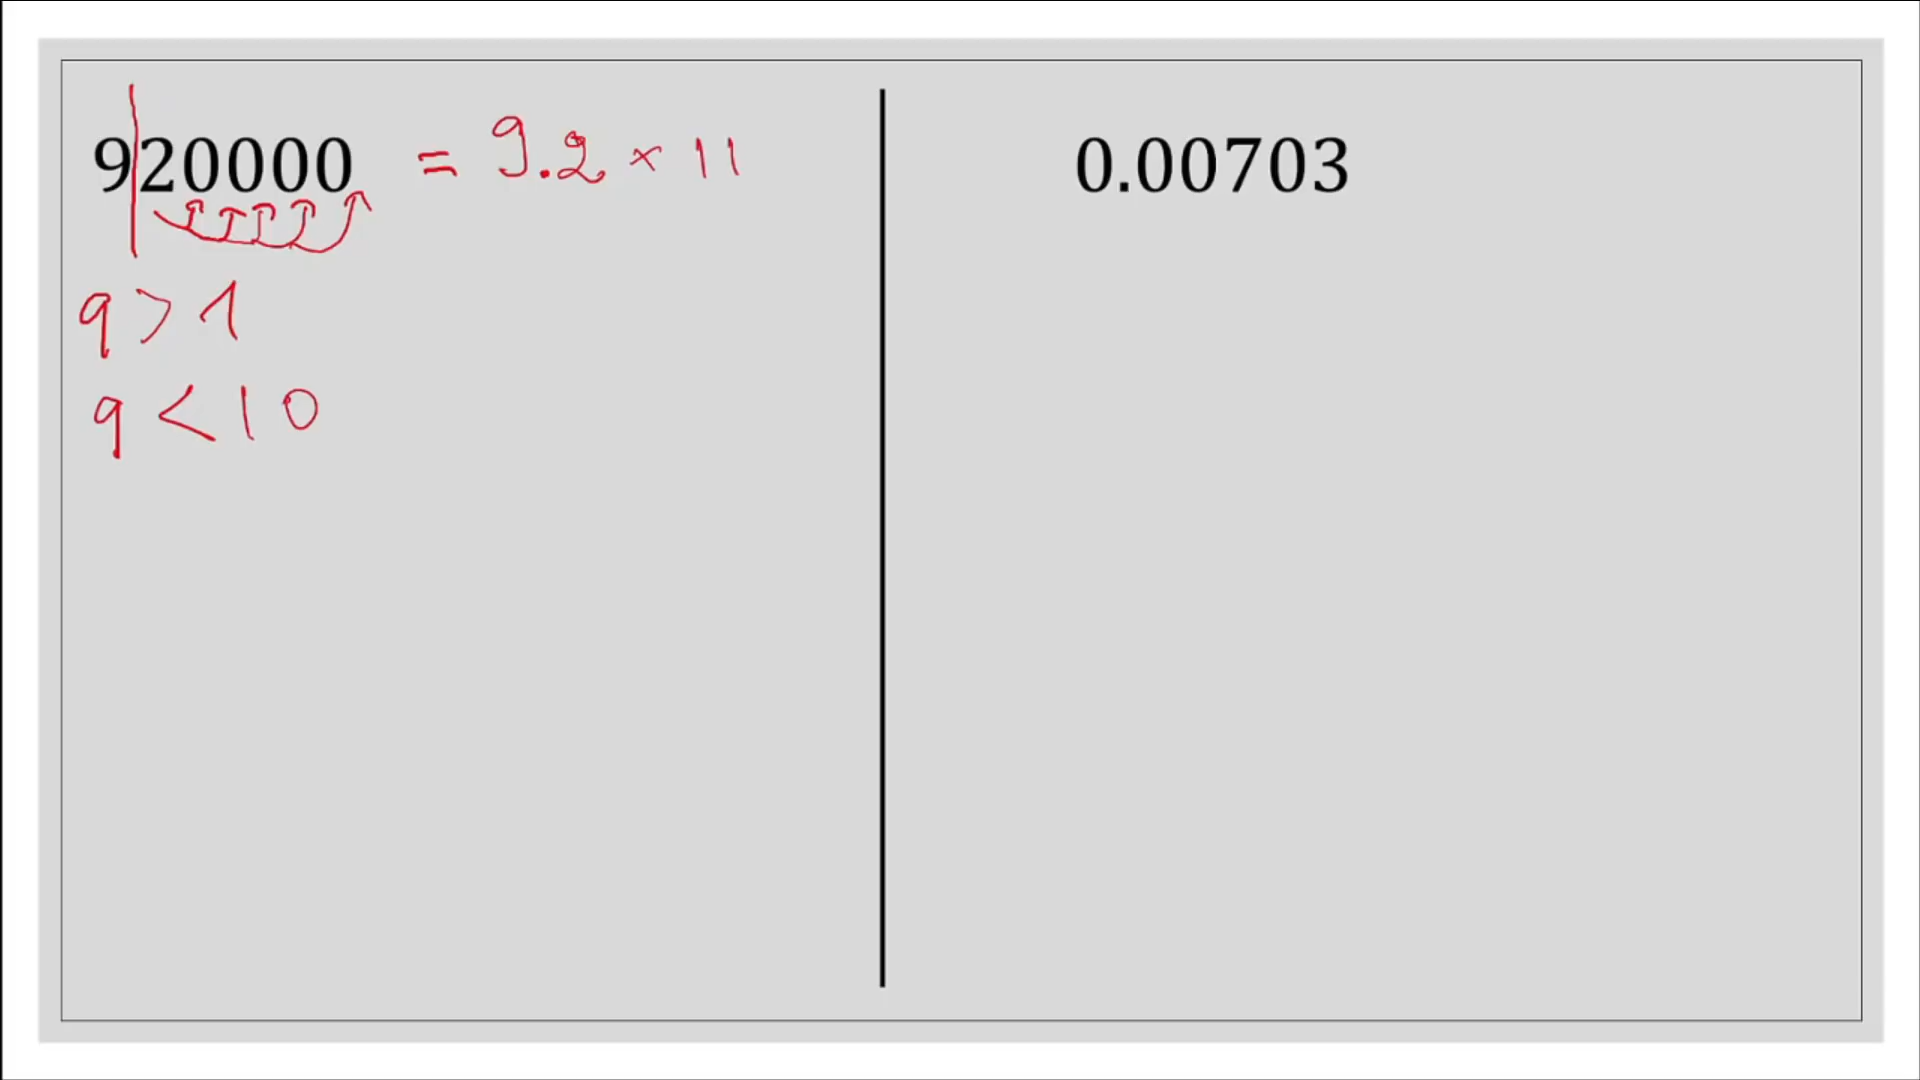 920000 = 9.2 × 11
9 > 1
9 < 10
0.00703